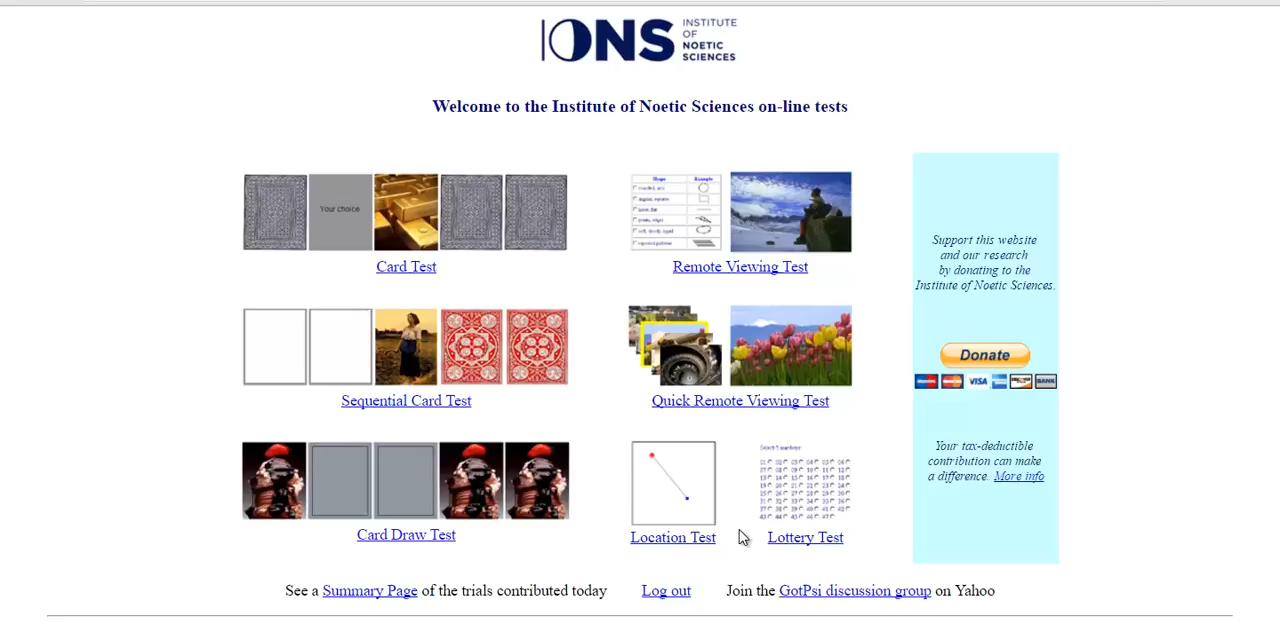 IONS INSTITUTE
OF
NOETIC
SCIENCES
Welcome to the Institute of Noetic Sciences on-line tests
Your choice
Shape Example
Card Test
Remote Viewing Test
Support this website
and our research
by donating to the
Institute of Noetic Sciences.
Donate
VISA
BANK
Sequential Card Test
Quick Remote Viewing Test
Your tax-deductible
contribution can make
a difference. More info
Card Draw Test
Location Test
Lottery Test
See a Summary Page of the trials contributed today
Log out
Join the GotPsi discussion group on Yahoo